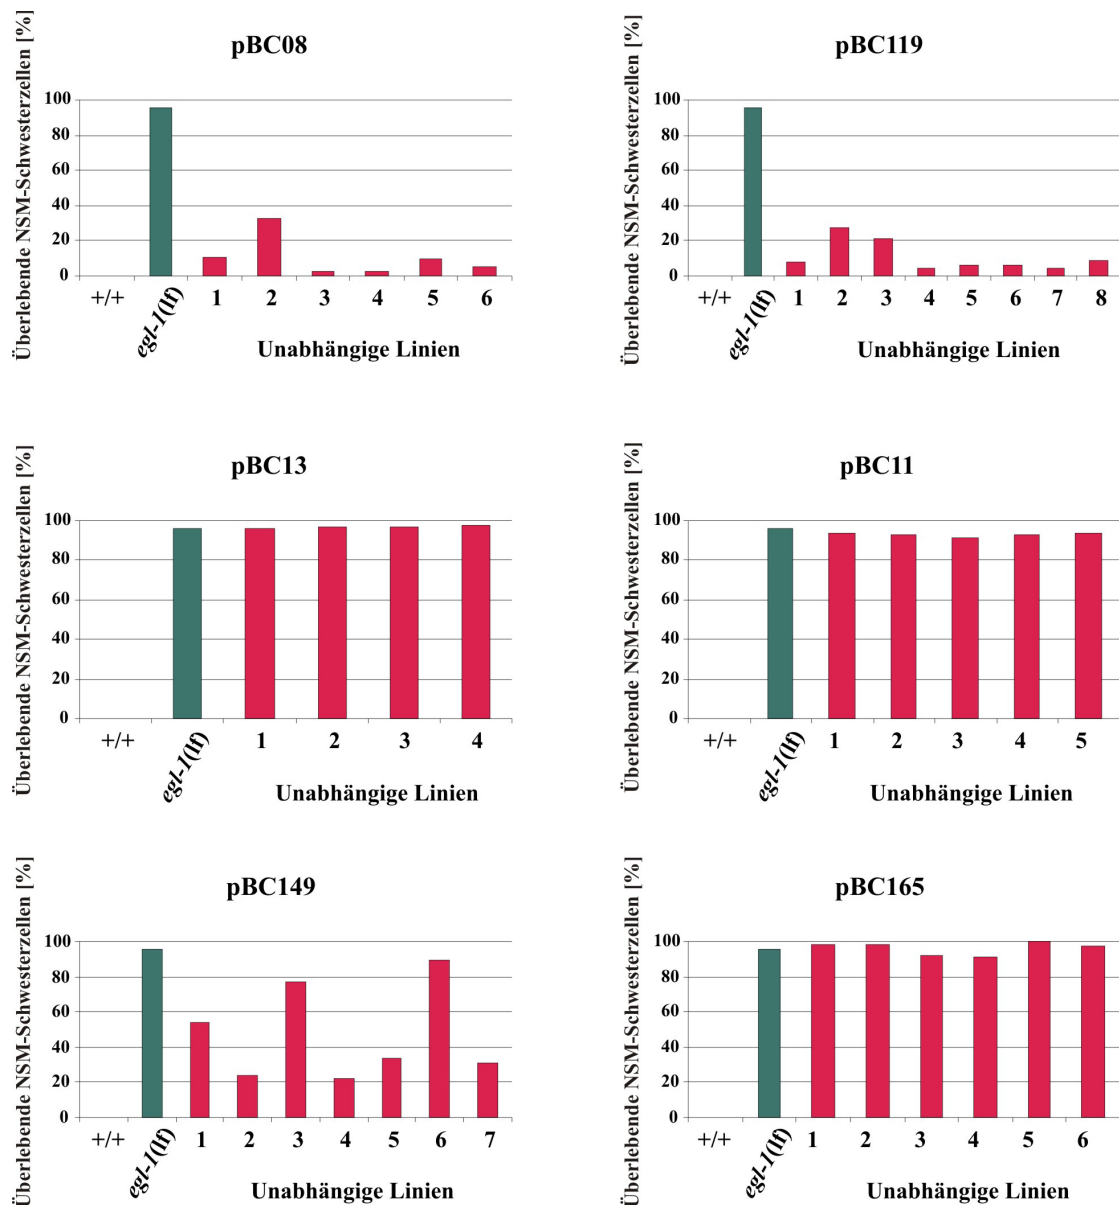 pBC08
Überlebende NSM-Schwesterzellen [%]
100
80
60
40
20
0
+/+ egl-1(lf) 1 2 3 4 5 6
Unabhängige Linien
pBC119
Überlebende NSM-Schwesterzellen [%]
100
80
60
40
20
0
+/+ egl-1(lf) 1 2 3 4 5 6 7 8
Unabhängige Linien
pBC13
Überlebende NSM-Schwesterzellen [%]
100
80
60
40
20
0
+/+ egl-1(lf) 1 2 3 4
Unabhängige Linien
pBC11
Überlebende NSM-Schwesterzellen [%]
100
80
60
40
20
0
+/+ egl-1(lf) 1 2 3 4 5
Unabhängige Linien
pBC149
Überlebende NSM-Schwesterzellen [%]
100
80
60
40
20
0
+/+ egl-1(lf) 1 2 3 4 5 6 7
Unabhängige Linien
pBC165
Überlebende NSM-Schwesterzellen [%]
100
80
60
40
20
0
+/+ egl-1(lf) 1 2 3 4 5 6
Unabhängige Linien